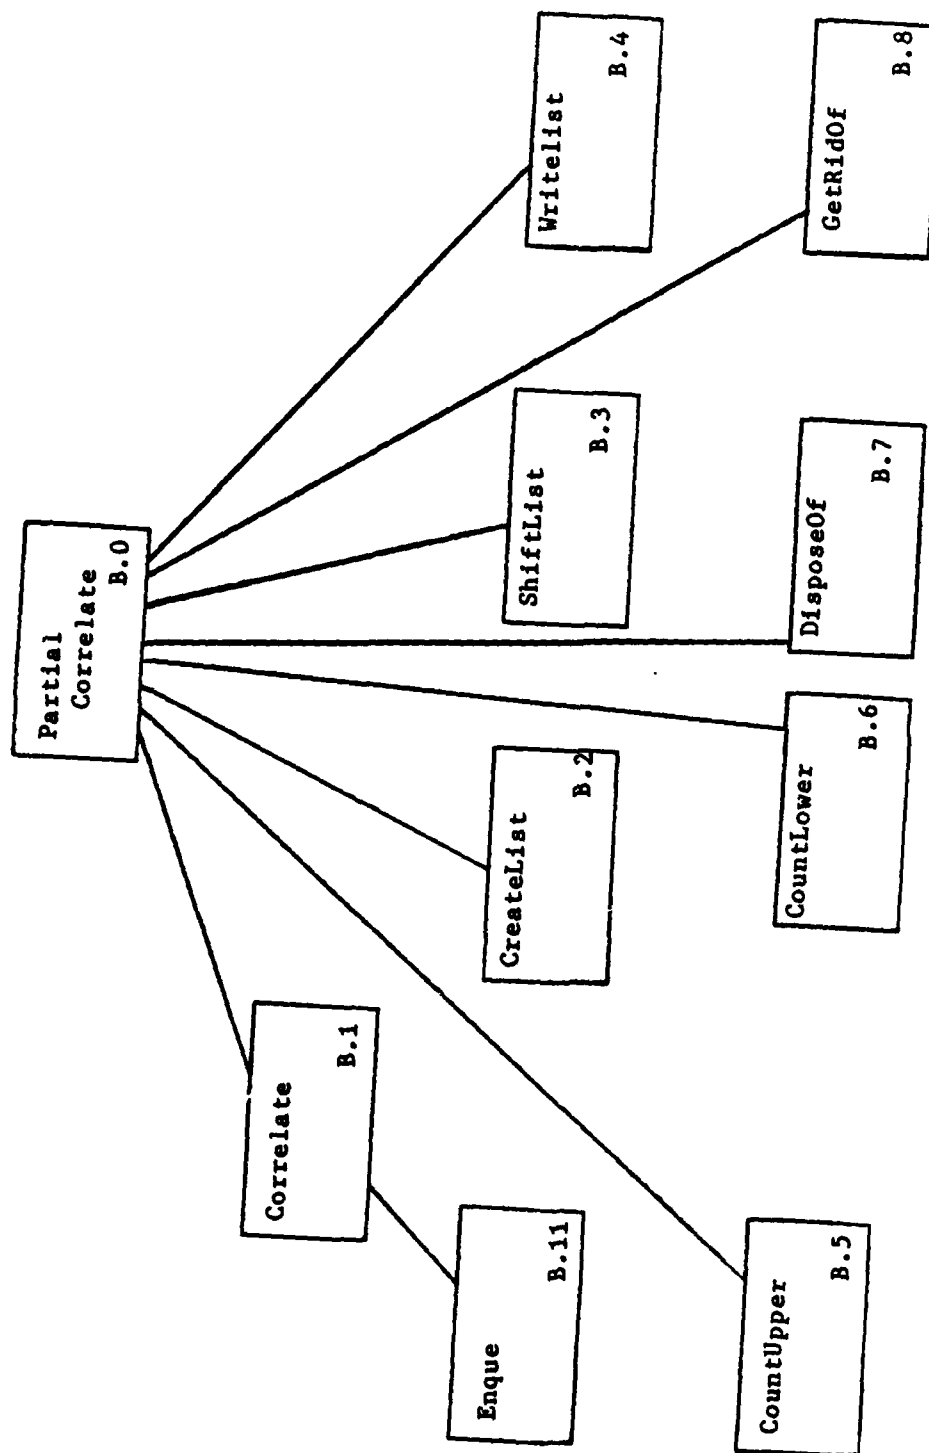 Partial
Correlate
B.0
Correlate
B.1
Enque
B.11
CreateList
B.2
ShiftList
B.3
Writelist
B.4
CountUpper
B.5
CountLower
B.6
DisposeOf
B.7
GetRidOf
B.8